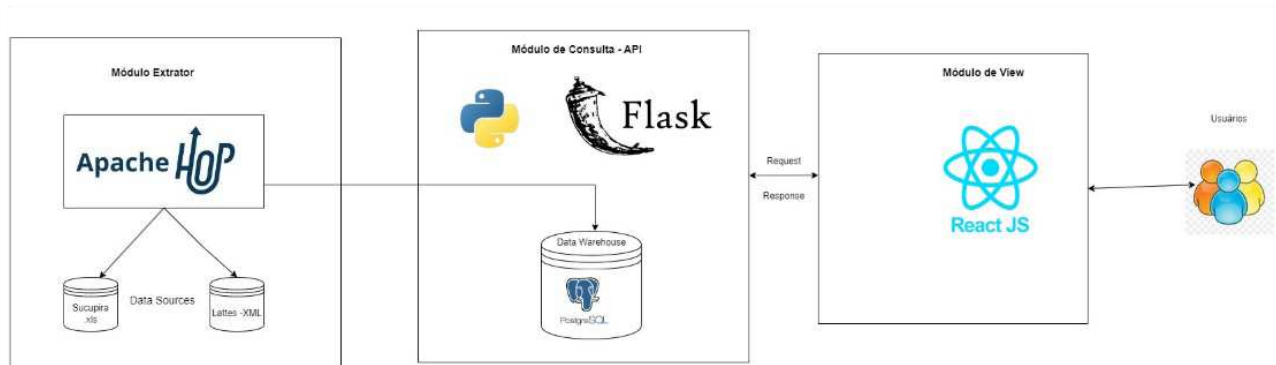 Módulo Extrator
Apache HOP
Sucupira
.xls
Data Sources
Lattes -XML
Módulo de Consulta - API
Flask
Data Warehouse
PostgreSQL
Request
Response
Módulo de View
React JS
Usuários